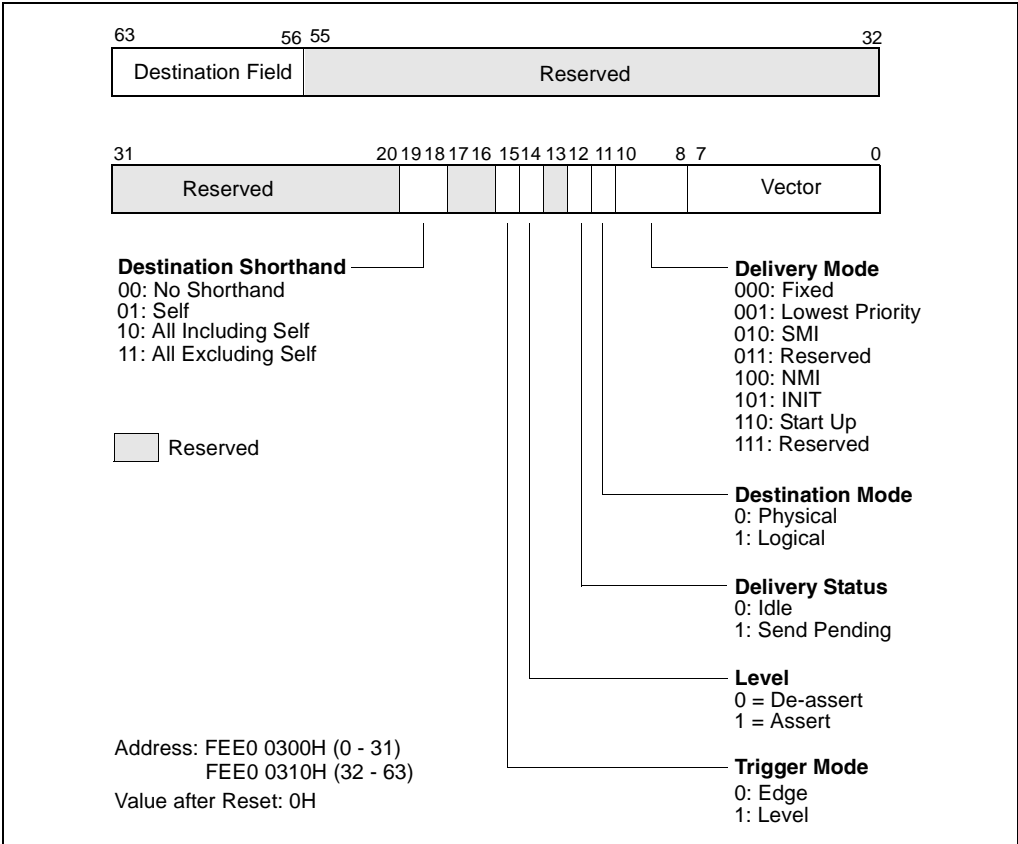 63 56 55 32
Destination Field Reserved
31 20 19 18 17 16 15 14 13 12 11 10 8 7 0
Reserved Vector
Destination Shorthand
00: No Shorthand
01: Self
10: All Including Self
11: All Excluding Self
Reserved
Delivery Mode
000: Fixed
001: Lowest Priority
010: SMI
011: Reserved
100: NMI
101: INIT
110: Start Up
111: Reserved
Destination Mode
0: Physical
1: Logical
Delivery Status
0: Idle
1: Send Pending
Level
0 = De-assert
1 = Assert
Trigger Mode
0: Edge
1: Level
Address: FEE0 0300H (0 - 31)
FEE0 0310H (32 - 63)
Value after Reset: 0H